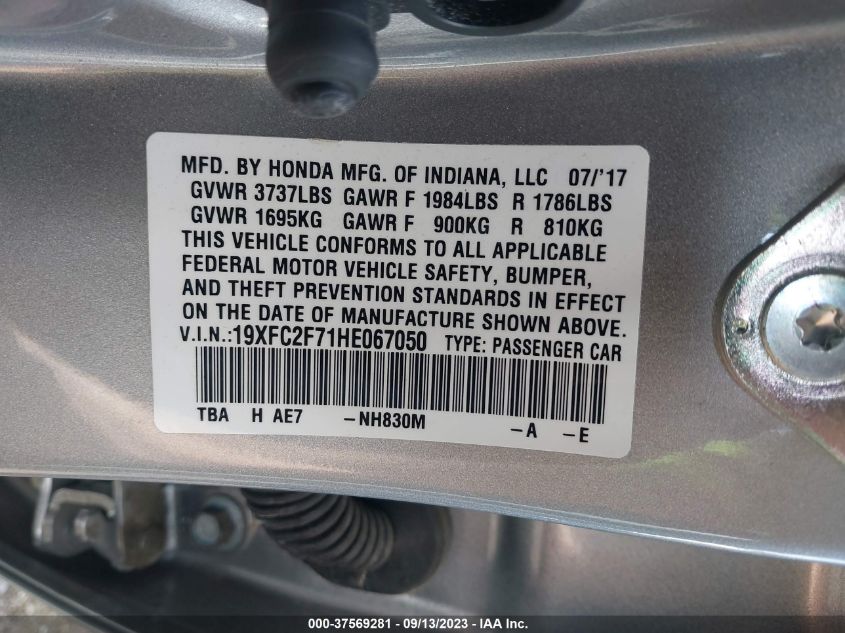 MFD. BY HONDA MFG. OF INDIANA, LLC 07/'17
GVWR 3737LBS GAWR F 1984LBS R 1786LBS
GVWR 1695KG GAWR F 900KG R 810KG
THIS VEHICLE CONFORMS TO ALL APPLICABLE
FEDERAL MOTOR VEHICLE SAFETY, BUMPER,
AND THEFT PREVENTION STANDARDS IN EFFECT
ON THE DATE OF MANUFACTURE SHOWN ABOVE.
V.I.N.:19XFC2F71HE067050 TYPE: PASSENGER CAR
TBA H AE7 -NH830M -A -E
000-37569281 - 09/13/2023 - IAA Inc.